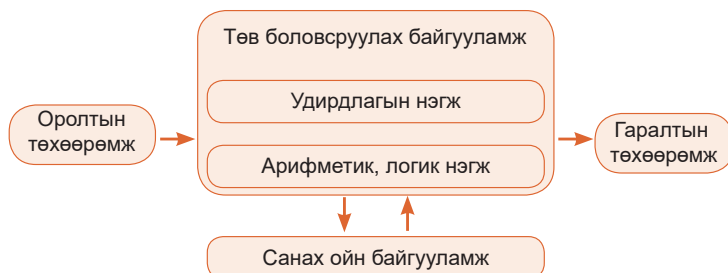 Төв боловсруулах байгууламж
Удирдлагын нэгж
Оролтын
төхөөрөмж
Арифметик, логик нэгж
Гаралтын
төхөөрөмж
Санах ойн байгууламж